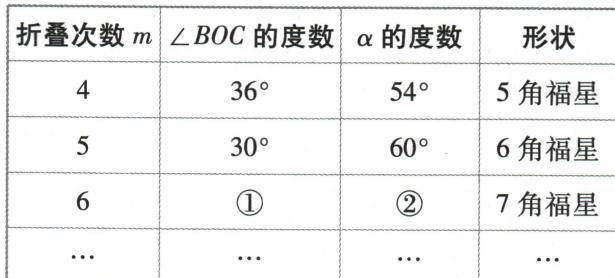 折叠次数 m ∠BOC 的度数 α 的度数 形状
4 36° 54° 5 角福星
5 30° 60° 6 角福星
6 ① ② 7 角福星
… … … …